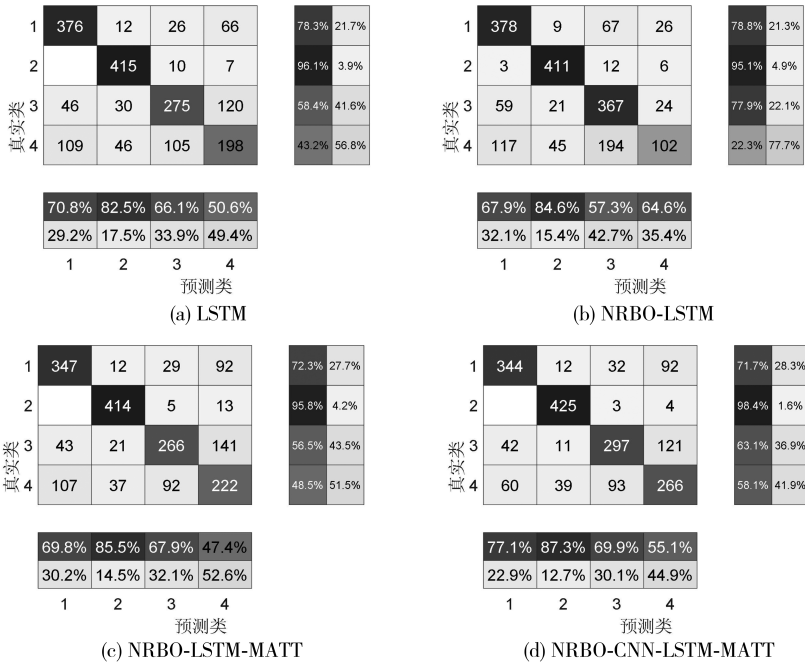 1 376 12 26 66 78.3% 21.7%
2 415 10 7 96.1% 3.9%
3 46 30 275 120 58.4% 41.6%
4 109 46 105 198 43.2% 56.8%
真实类
70.8% 82.5% 66.1% 50.6%
29.2% 17.5% 33.9% 49.4%
1 2 3 4
预测类
(a) LSTM
1 378 9 67 26 78.8% 21.3%
2 3 411 12 6 95.1% 4.9%
3 59 21 367 24 77.9% 22.1%
4 117 45 194 102 22.3% 77.7%
真实类
67.9% 84.6% 57.3% 64.6%
32.1% 15.4% 42.7% 35.4%
1 2 3 4
预测类
(b) NRBO-LSTM
1 347 12 29 92 72.3% 27.7%
2 414 5 13 95.8% 4.2%
3 43 21 266 141 56.5% 43.5%
4 107 37 92 222 48.5% 51.5%
真实类
69.8% 85.5% 67.9% 47.4%
30.2% 14.5% 32.1% 52.6%
1 2 3 4
预测类
(c) NRBO-LSTM-MATT
1 344 12 32 92 71.7% 28.3%
2 425 3 4 98.4% 1.6%
3 42 11 297 121 63.1% 36.9%
4 60 39 93 266 58.1% 41.9%
真实类
77.1% 87.3% 69.9% 55.1%
22.9% 12.7% 30.1% 44.9%
1 2 3 4
预测类
(d) NRBO-CNN-LSTM-MATT